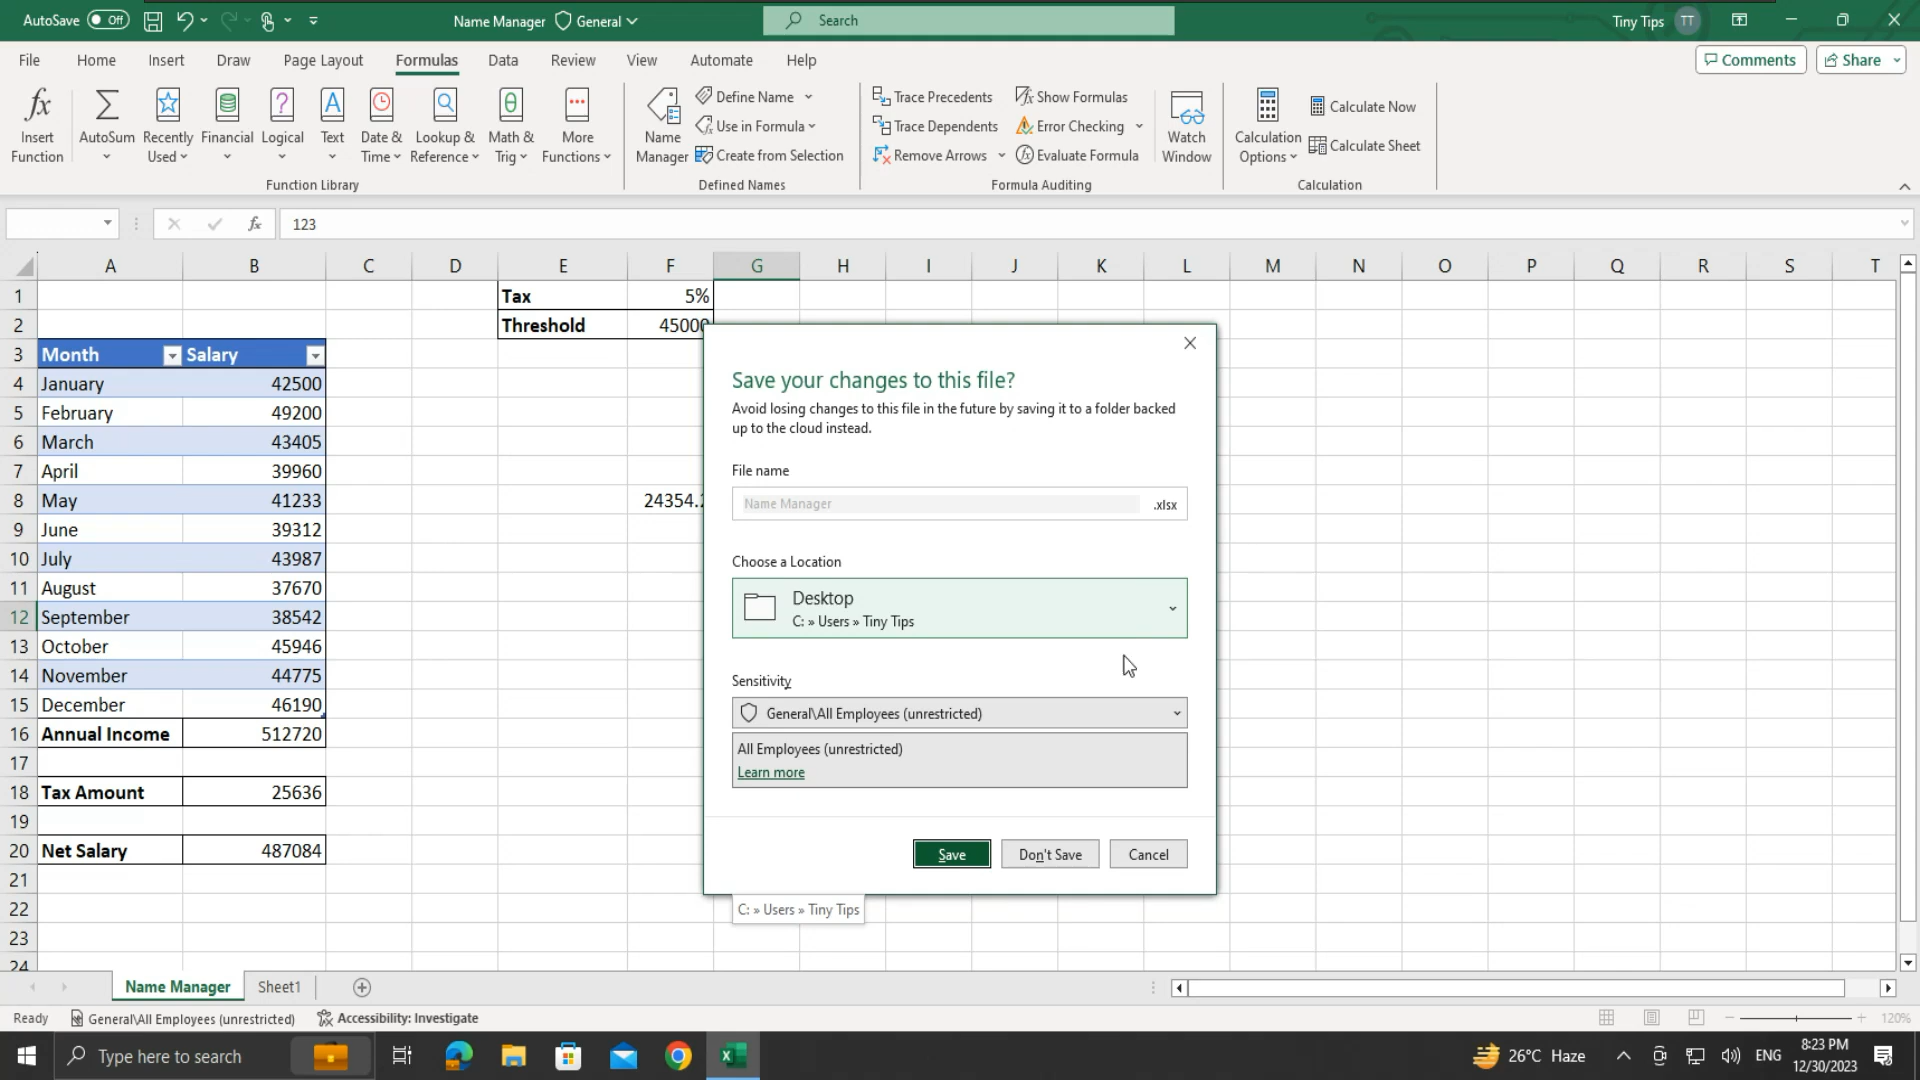 AutoSave Off Name Manager General Search Tiny Tips TT
File Home Insert Draw Page Layout Formulas Data Review View Automate Help Comments Share
Insert Function AutoSum Recently Used Financial Logical Text Date & Time Lookup & Reference Math & Trig More Functions
Function Library
Name Manager Define Name Use in Formula Create from Selection
Defined Names
Trace Precedents Trace Dependents Remove Arrows Show Formulas Error Checking Evaluate Formula Watch Window
Formula Auditing
Calculation Options Calculate Now Calculate Sheet
Calculation
fx 123
A B C D E F G H I J K L M N O P Q R S T
1 Tax 5%
2 Threshold 45000
3 Month Salary
4 January 42500
5 February 49200
6 March 43405
7 April 39960
8 May 41233 24354.
9 June 39312
10 July 43987
11 August 37670
12 September 38542
13 October 45946
14 November 44775
15 December 46190
16 Annual Income 512720
17
18 Tax Amount 25636
19
20 Net Salary 487084
21
22
23
24
Save your changes to this file?
Avoid losing changes to this file in the future by saving it to a folder backed
up to the cloud instead.
File name
Name Manager .xlsx
Choose a Location
Desktop
C: » Users » Tiny Tips
Sensitivity
General\All Employees (unrestricted)
All Employees (unrestricted)
Learn more
Save Don't Save Cancel
C: » Users » Tiny Tips
Name Manager Sheet1
Ready General\All Employees (unrestricted) Accessibility: Investigate 120%
Type here to search 26°C Haze ENG 8:23 PM
12/30/2023